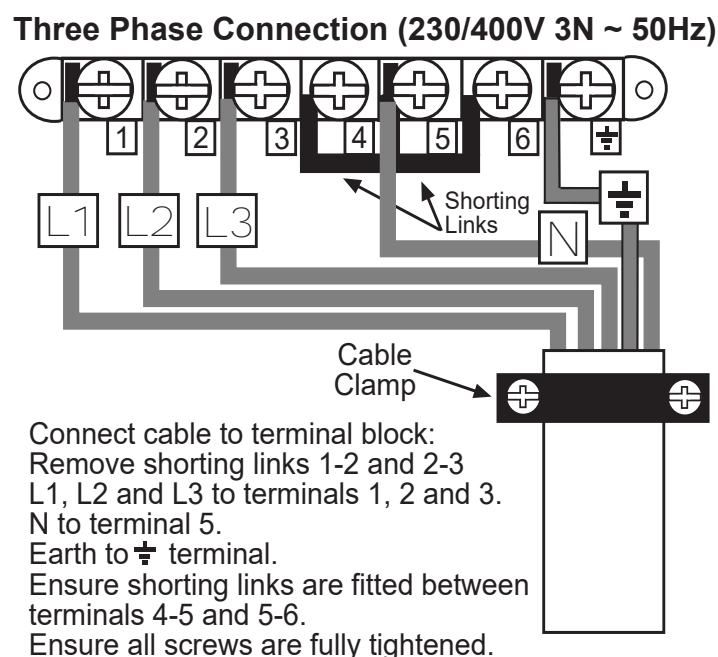 Three Phase Connection (230/400V 3N ~ 50Hz)
1 2 3 4 5 6 ⏚
L1 L2 L3 Shorting Links N ⏚
Cable
Clamp
Connect cable to terminal block:
Remove shorting links 1-2 and 2-3
L1, L2 and L3 to terminals 1, 2 and 3.
N to terminal 5.
Earth to ⏚ terminal.
Ensure shorting links are fitted between
terminals 4-5 and 5-6.
Ensure all screws are fully tightened.